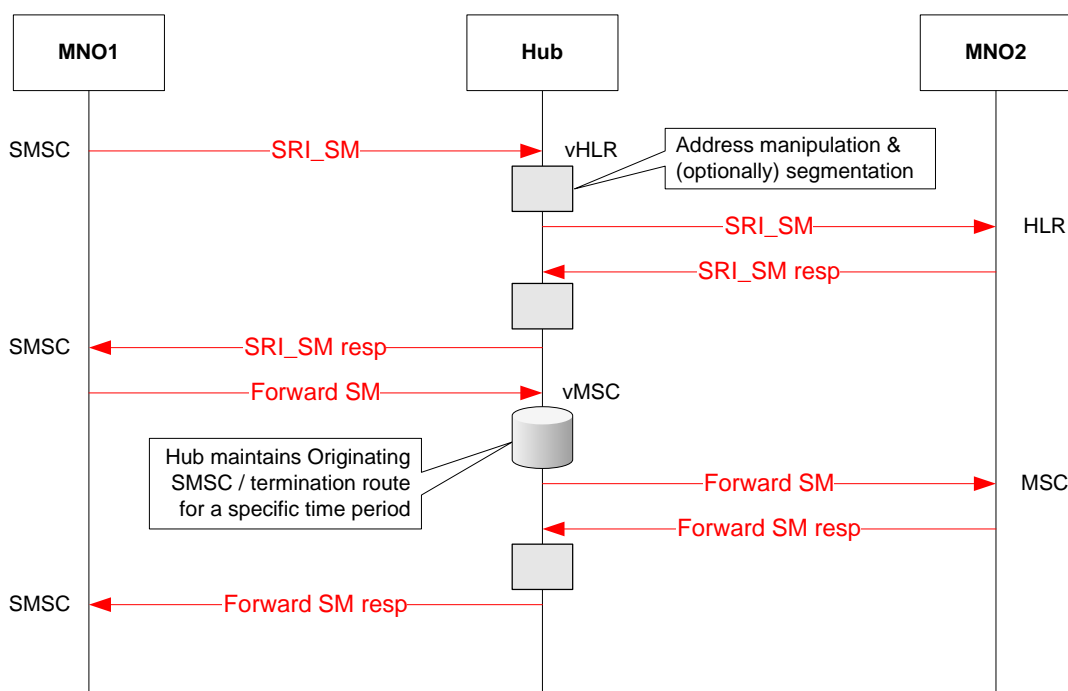 MNO1
Hub
MNO2
SMSC
SRI_SM
vHLR
Address manipulation &
(optionally) segmentation
SRI_SM
HLR
SRI_SM resp
SMSC
SRI_SM resp
Forward SM
vMSC
Hub maintains Originating
SMSC / termination route
for a specific time period
Forward SM
MSC
Forward SM resp
SMSC
Forward SM resp